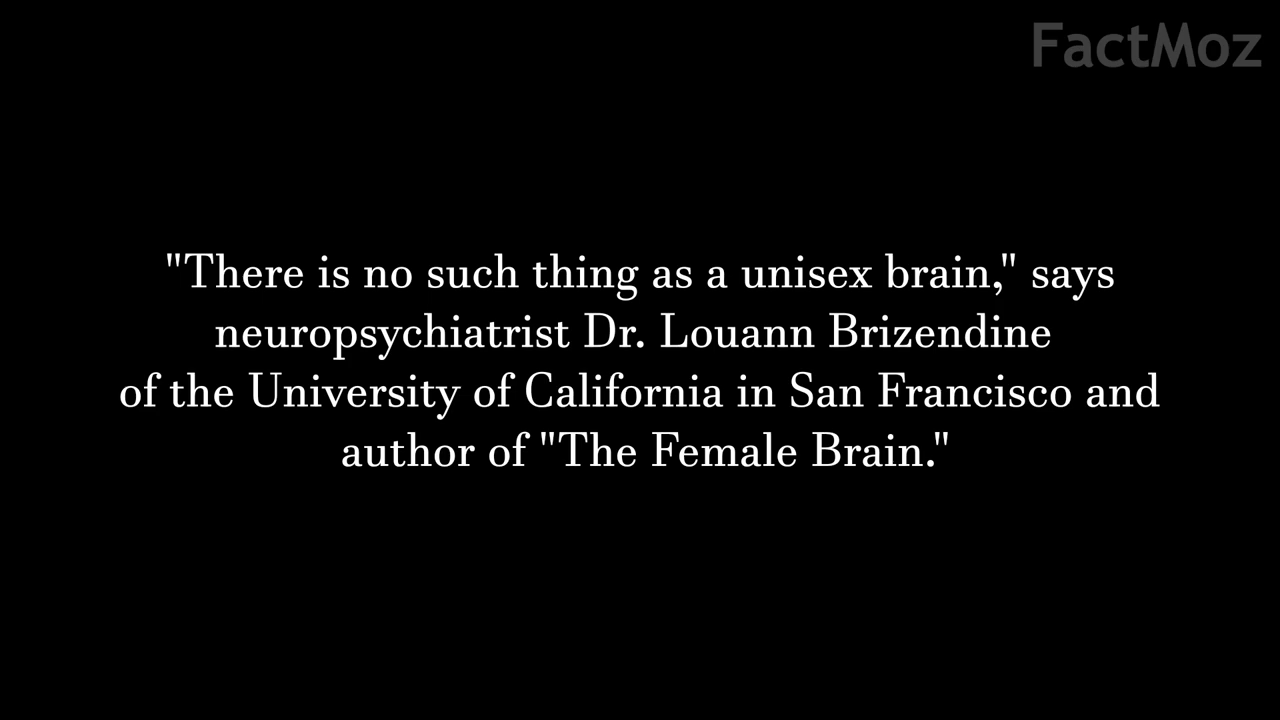 FactMoz
"There is no such thing as a unisex brain," says
neuropsychiatrist Dr. Louann Brizendine
of the University of California in San Francisco and
author of "The Female Brain."